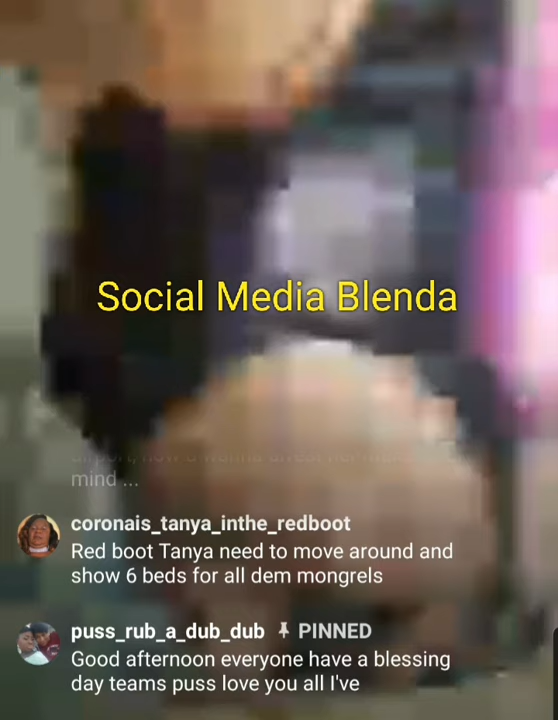 Social Media Blenda
mind ...
coronais_tanya_inthe_redboot
Red boot Tanya need to move around and
show 6 beds for all dem mongrels
puss_rub_a_dub_dub PINNED
Good afternoon everyone have a blessing
day teams puss love you all I've